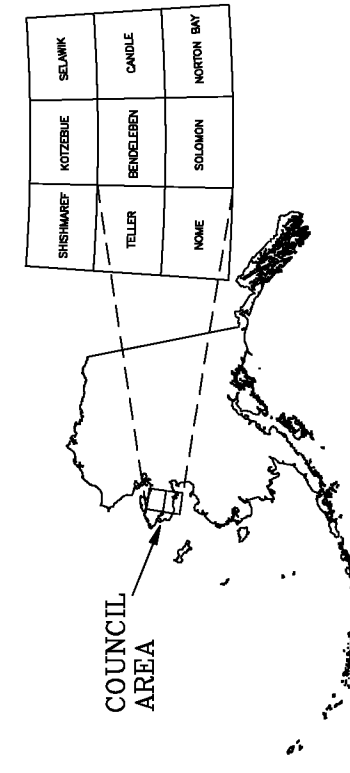 SHISHMAREF
KOTZEBUE
SELAWIK
TELLER
BENDELEBEN
CANDLE
NOME
SOLOMON
NORTON BAY
COUNCIL
AREA